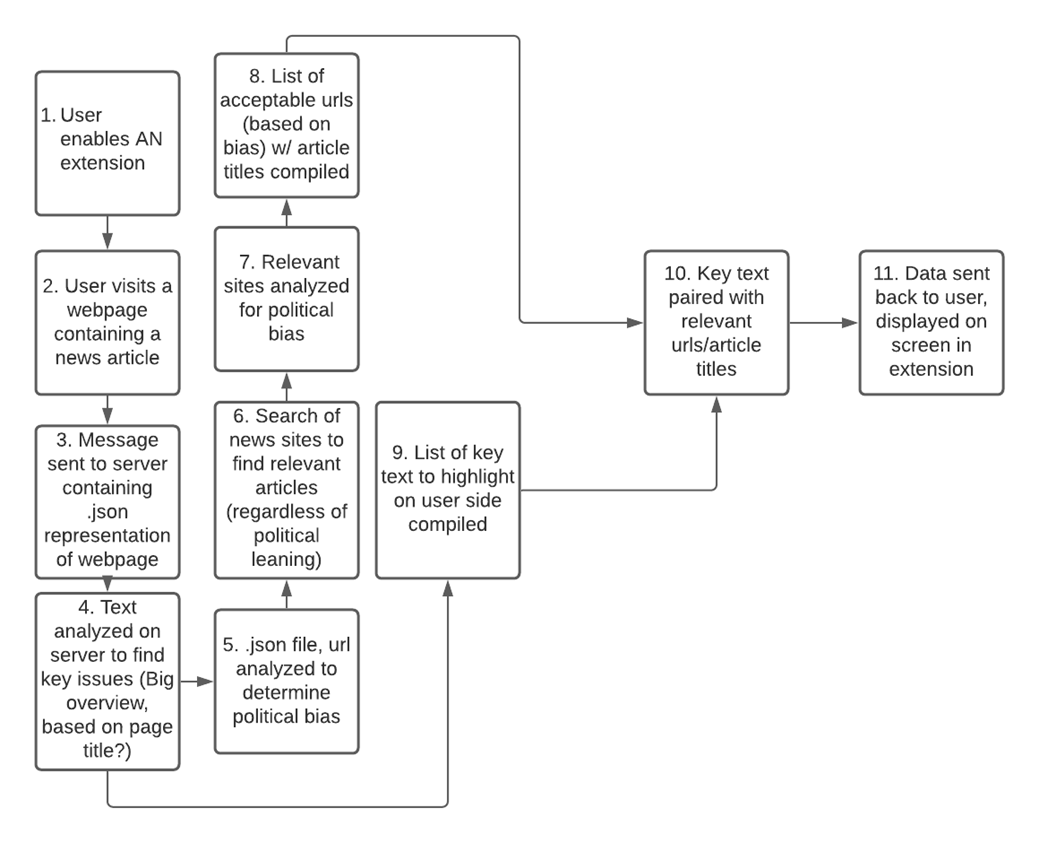 1. User
enables AN
extension
2. User visits a
webpage
containing a
news article
3. Message
sent to server
containing
.json
representation
of webpage
4. Text
analyzed on
server to find
key issues (Big
overview,
based on page
title?)
5. .json file, url
analyzed to
determine
political bias
6. Search of
news sites to
find relevant
articles
(regardless of
political
leaning)
7. Relevant
sites analyzed
for political
bias
8. List of
acceptable urls
(based on
bias) w/ article
titles compiled
9. List of key
text to highlight
on user side
compiled
10. Key text
paired with
relevant
urls/article
titles
11. Data sent
back to user,
displayed on
screen in
extension